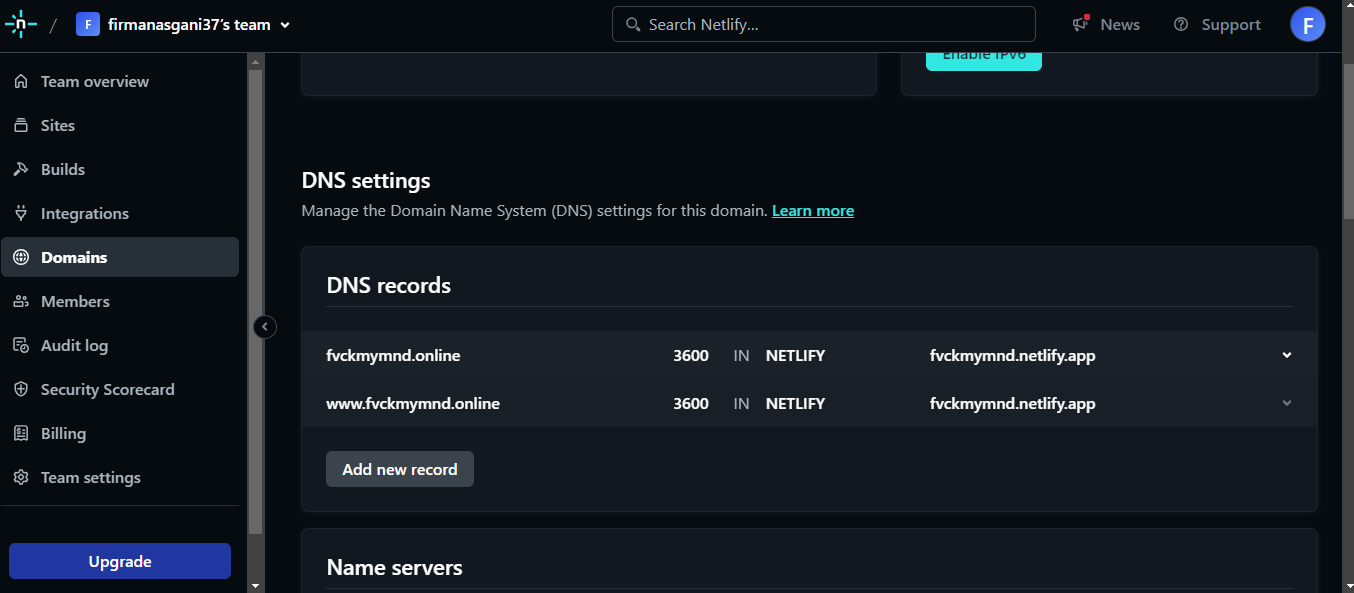 n / F firmanasgani37's team
Search Netlify...
News
Support
F
Team overview
Sites
Builds
Integrations
Domains
Members
Audit log
Security Scorecard
Billing
Team settings
Upgrade
Enable IPv6
DNS settings
Manage the Domain Name System (DNS) settings for this domain. Learn more
DNS records
fvckmymnd.online 3600 IN NETLIFY fvckmymnd.netlify.app
www.fvckmymnd.online 3600 IN NETLIFY fvckmymnd.netlify.app
Add new record
Name servers